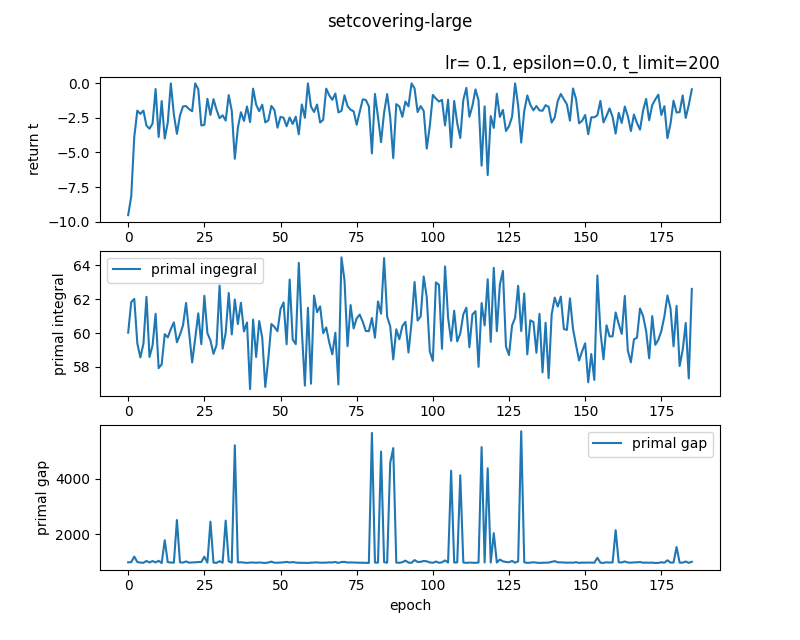 setcovering-large
lr= 0.1, epsilon=0.0, t_limit=200
return t
0.0
−2.5
−5.0
−7.5
−10.0
0 25 50 75 100 125 150 175
primal integral
primal ingegral
64
62
60
58
0 25 50 75 100 125 150 175
primal gap
primal gap
4000
2000
0 25 50 75 100 125 150 175
epoch